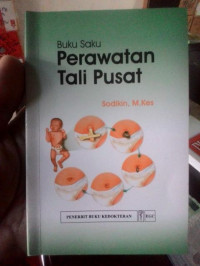 Buku Saku
Perawatan
Tali Pusat
Sodikin, M.Kes
PENERBIT BUKU KEDOKTERAN
EGC